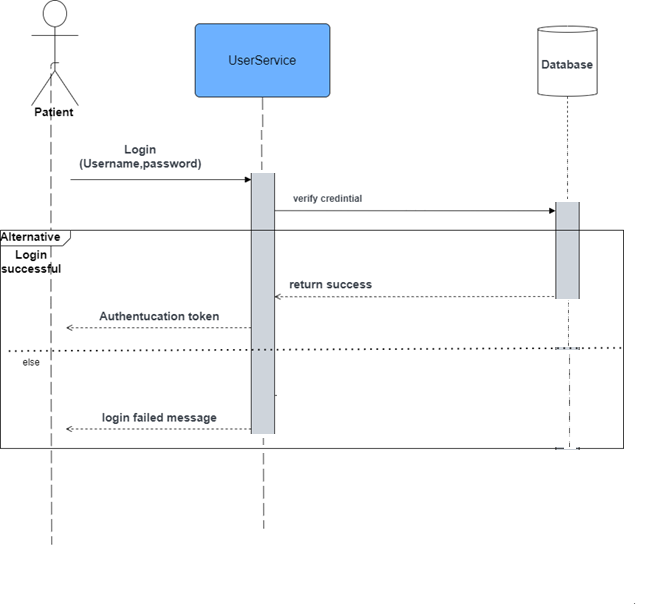 UserService
Database
Patient
Login
(Username,password)
verify credintial
Alternative
Login
successful
return success
Authentucation token
else
login failed message